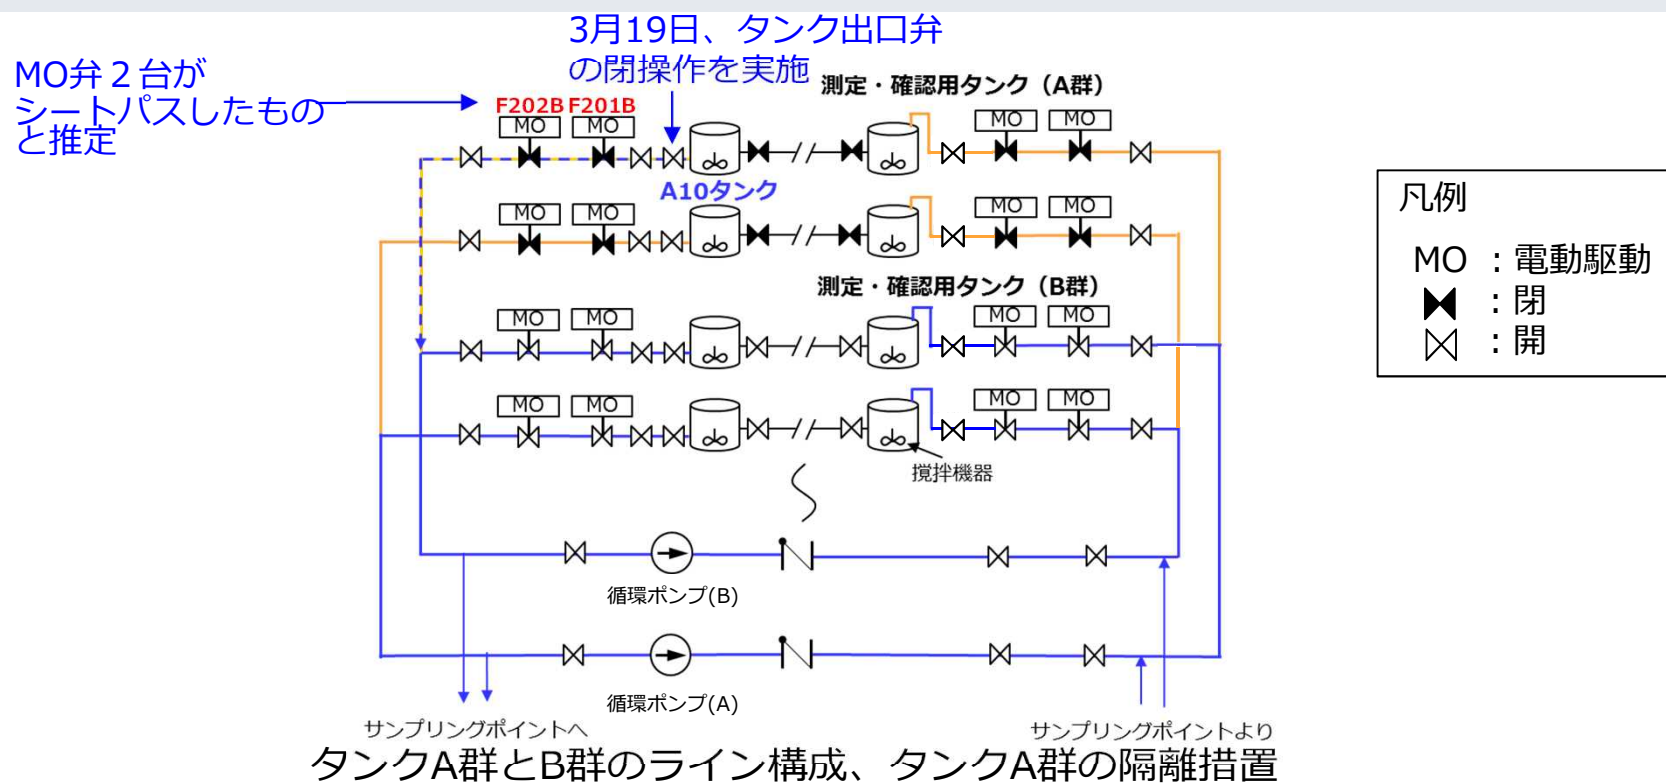 3月19日、タンク出口弁
の閉操作を実施
MO弁２台が
シートパスしたもの
と推定
測定・確認用タンク（A群）
F202B F201B
MO MO MO MO
A10タンク
MO MO MO MO
測定・確認用タンク（B群）
MO MO MO MO
MO MO MO MO
撹拌機器
循環ポンプ(B)
循環ポンプ(A)
サンプリングポイントへ
サンプリングポイントより
タンクA群とB群のライン構成、タンクA群の隔離措置
凡例
MO ：電動駆動
：閉
：開